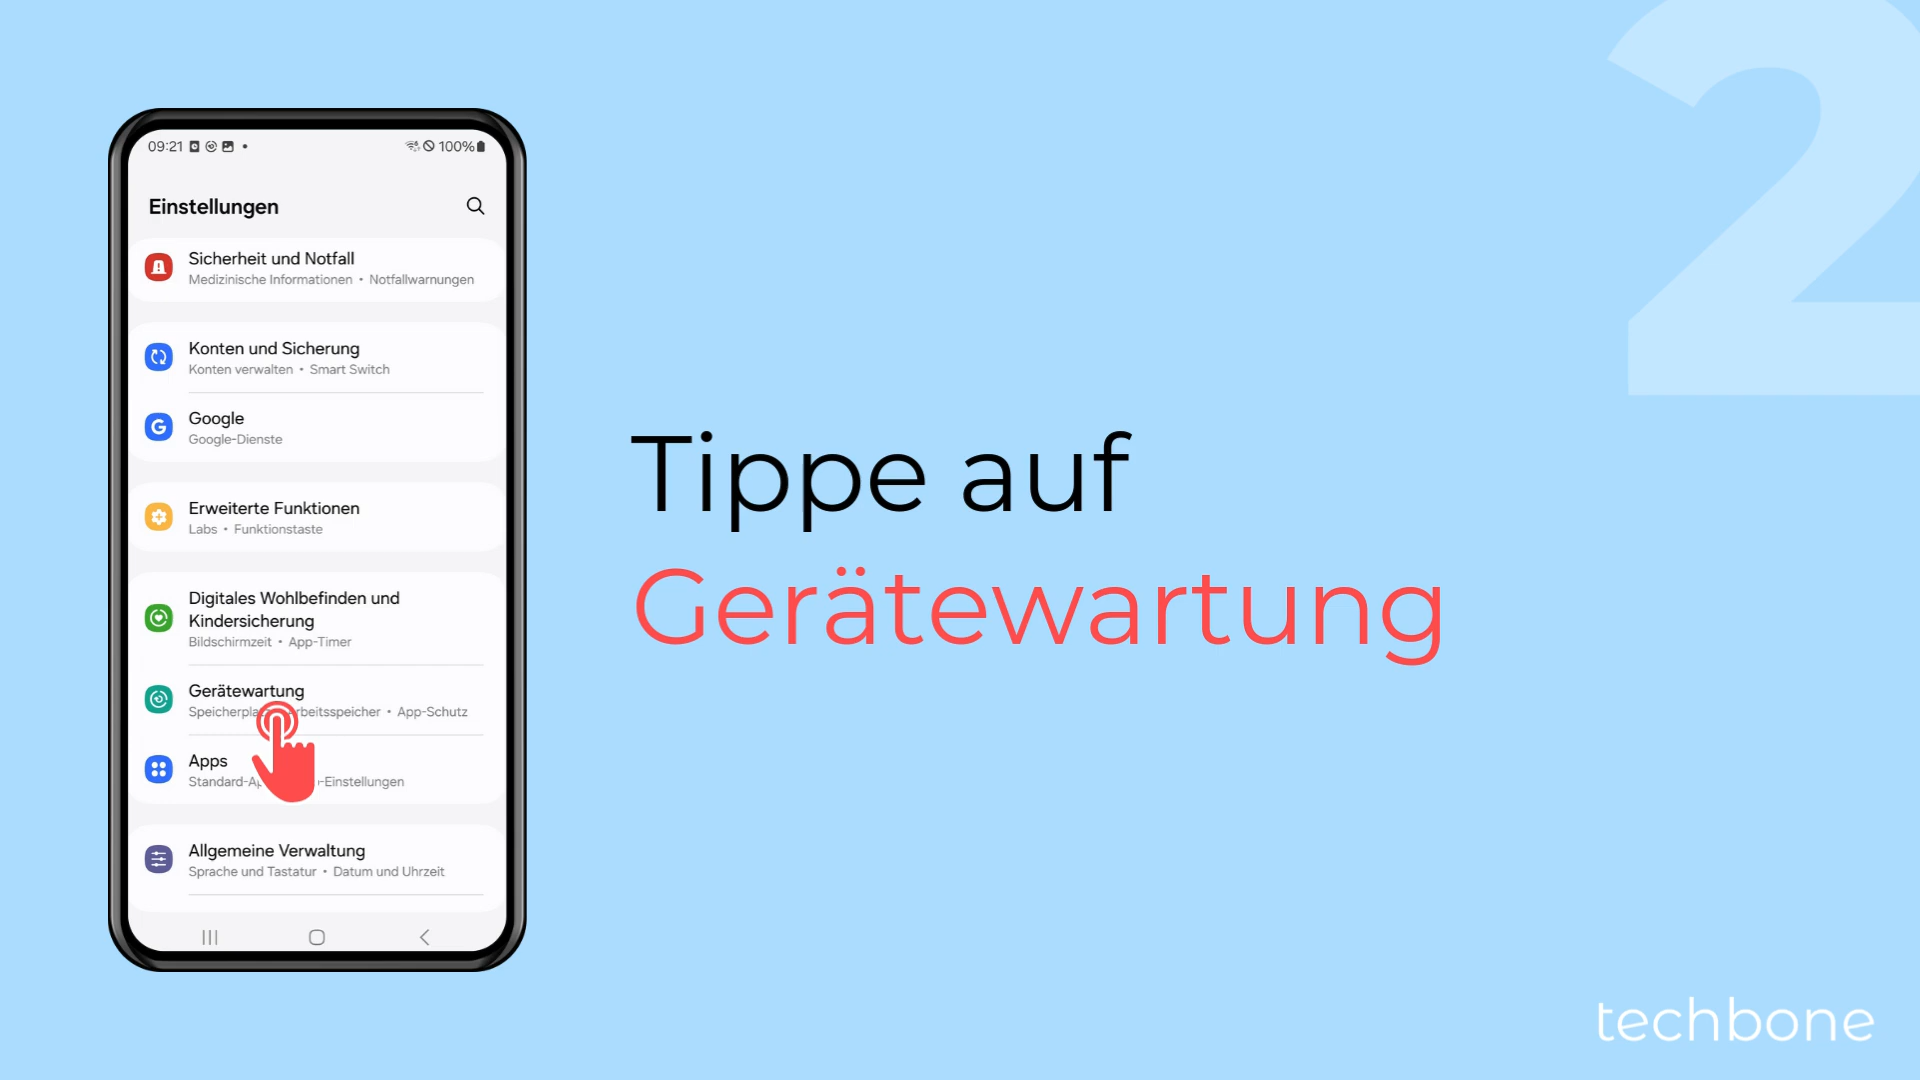 2
09:21
100%
Einstellungen
Sicherheit und Notfall
Medizinische Informationen • Notfallwarnungen
Konten und Sicherung
Konten verwalten • Smart Switch
Google
Google-Dienste
Erweiterte Funktionen
Labs • Funktionstaste
Digitales Wohlbefinden und
Kindersicherung
Bildschirmzeit • App-Timer
Gerätewartung
App-Schutz
Apps
-Einstellungen
Allgemeine Verwaltung
Sprache und Tastatur • Datum und Uhrzeit
Tippe auf
Gerätewartung
techbone